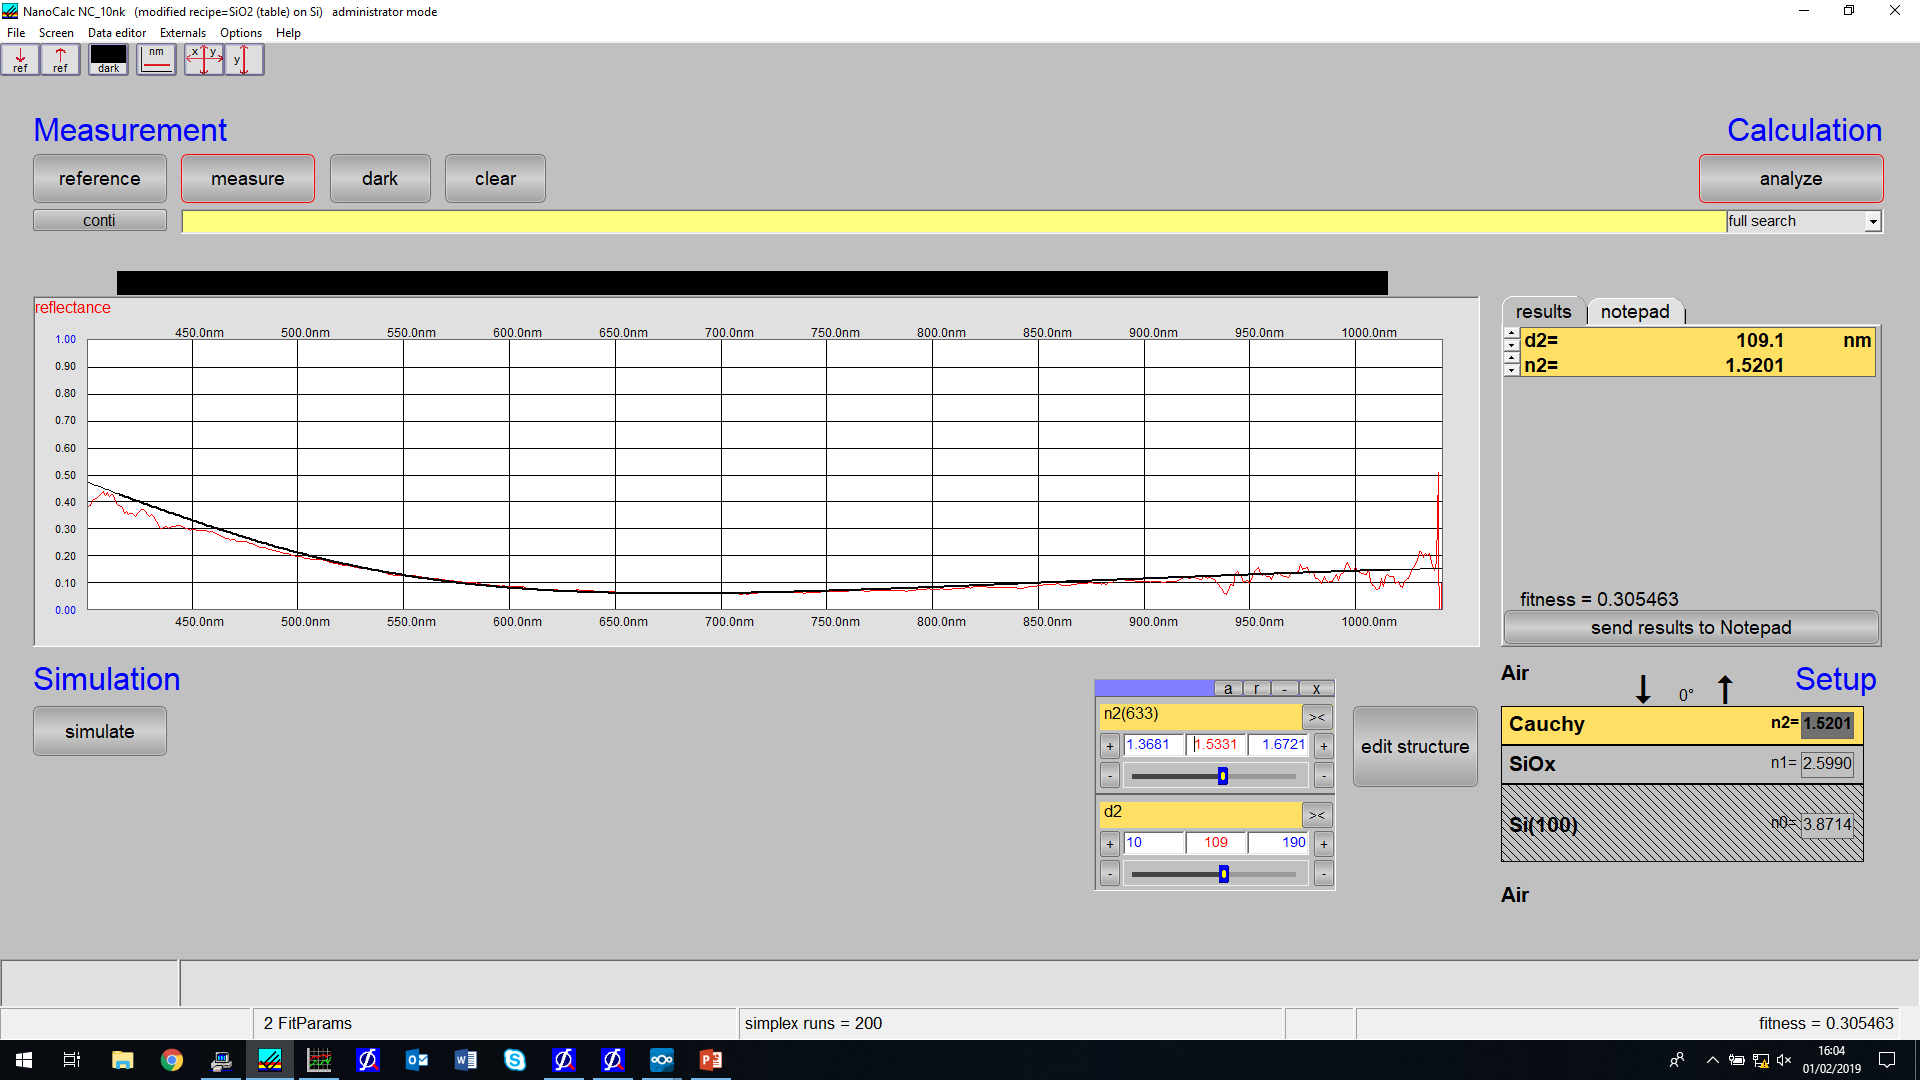 NanoCalc NC_10nk (modified recipe=SiO2 (table) on Si) administrator mode
File Screen Data editor Externals Options Help
ref ref dark nm x y y
Measurement
Calculation
reference measure dark clear
analyze
conti
full search
reflectance
450.0nm 500.0nm 550.0nm 600.0nm 650.0nm 700.0nm 750.0nm 800.0nm 850.0nm 900.0nm 950.0nm 1000.0nm
1.00
0.90
0.80
0.70
0.60
0.50
0.40
0.30
0.20
0.10
0.00
450.0nm 500.0nm 550.0nm 600.0nm 650.0nm 700.0nm 750.0nm 800.0nm 850.0nm 900.0nm 950.0nm 1000.0nm
results notepad
d2= 109.1 nm
n2= 1.5201
fitness = 0.305463
send results to Notepad
Simulation
simulate
a r - x
n2(633) ><
+ 1.3681 1.5331 1.6721 +
- -
d2 ><
+ 10 109 190 +
- -
edit structure
Air
0°
Setup
Cauchy n2= 1.5201
SiOx n1= 2.5990
Si(100) n0= 3.8714
Air
2 FitParams
simplex runs = 200
fitness = 0.305463
16:04
01/02/2019